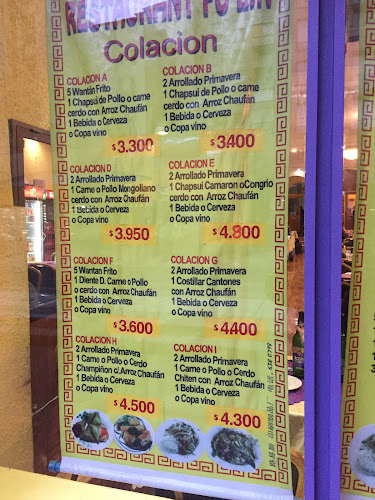 RESTAURANT FU LIN
Colacion
COLACION A
5 Wantán Frito
1 Chapsui de Pollo o carne
cerdo con Arroz Chaufán
1 Bebida o Cerveza
o Copa vino
$3.300
COLACION B
2 Arrollado Primavera
1 Chapsui de Pollo o carne
cerdo con Arroz Chaufán
1 Bebida o Cerveza
o Copa vino
$3400
COLACION D
2 Arrollado Primavera
1 Carne o Pollo Mongoliano
cerdo con Arroz Chaufán
1 Bebida o Cerveza
o Copa vino
$3.950
COLACION E
2 Arrollado Primavera
1 Chapsui Camaron oCongrio
cerdo con Arroz Chaufán
1 Bebida o Cerveza
o Copa vino
$4.800
COLACION F
5 Wantan Frito
1 Diente D. Carne o Pollo
o cerdo con Arroz Chaufán
1 Bebida o Cerveza
o Copa vino
$3.600
COLACION G
2 Arrollado Primavera
1 Costillar Cantones
con Arroz Chaufán
1 Bebida o Cerveza
o Copa vino
$4400
COLACION H
2 Arrollado Primavera
1 Carne o Pollo o Cerdo
Champiñon c/.Arroz Chaufán
1 Bebida o Cerveza
o Copa vino
$4.500
COLACION I
2 Arrollado Primavera
1 Carne o Pollo o Cerdo
Chiten con Arroz Chaufán
1 Bebida o Cerveza
o Copa vino
$4.300